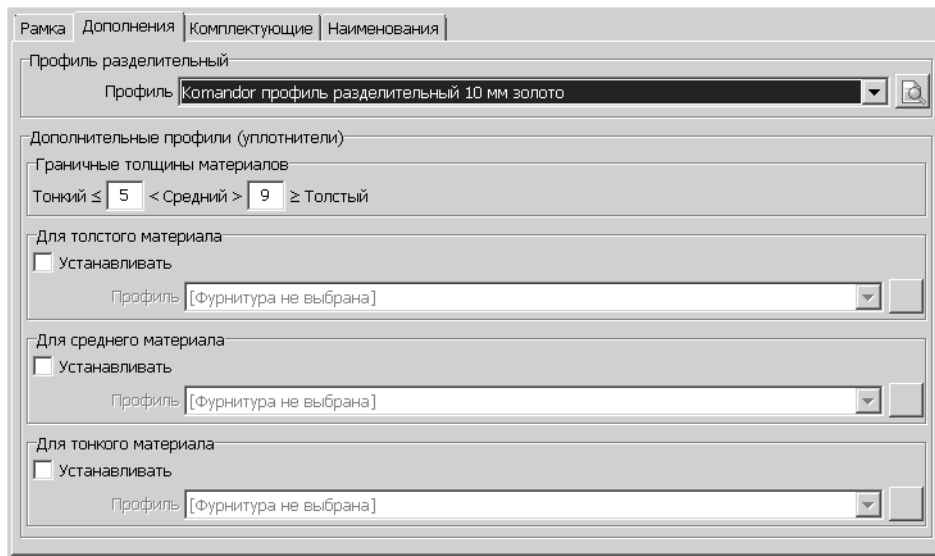 Рамка Дополнения Комплектующие Наименования
Профиль разделительный
Профиль Komandor профиль разделительный 10 мм золото
Дополнительные профили (уплотнители)
Граничные толщины материалов
Тонкий ≤ 5 < Средний > 9 ≥ Толстый
Для толстого материала
Устанавливать
Профиль [Фурнитура не выбрана]
Для среднего материала
Устанавливать
Профиль [Фурнитура не выбрана]
Для тонкого материала
Устанавливать
Профиль [Фурнитура не выбрана]